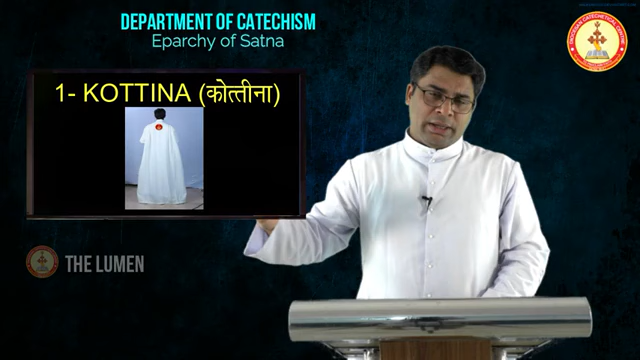 DEPARTMENT OF CATECHISM
Eparchy of Satna
1- KOTTINA (कोत्तीना)
THE LUMEN